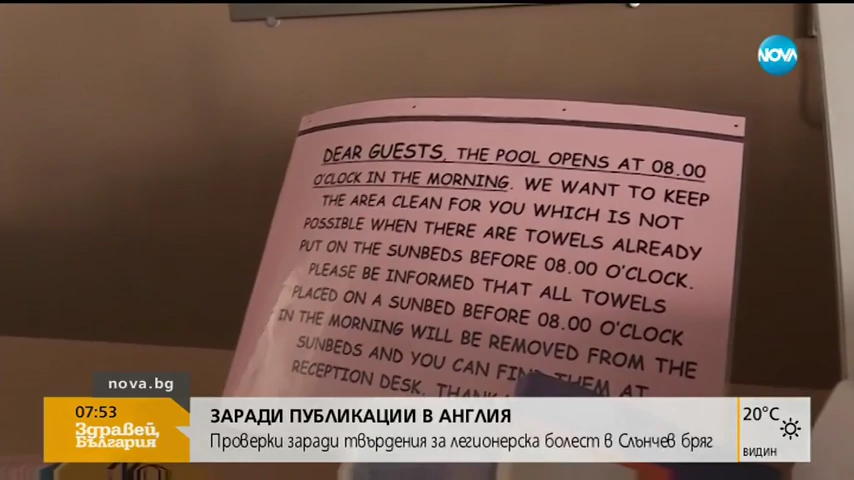 NOVA
DEAR GUESTS, THE POOL OPENS AT 08.00
O'CLOCK IN THE MORNING. WE WANT TO KEEP
THE AREA CLEAN FOR YOU WHICH IS NOT
POSSIBLE WHEN THERE ARE TOWELS ALREADY
PUT ON THE SUNBEDS BEFORE 08.00 O'CLOCK.
PLEASE BE INFORMED THAT ALL TOWELS
PLACED ON A SUNBED BEFORE 08.00 O'CLOCK
IN THE MORNING WILL BE REMOVED FROM THE
SUNBEDS AND YOU CAN FIND THEM AT
RECEPTION DESK.
nova.bg
07:53
Здравей,
България
ЗАРАДИ ПУБЛИКАЦИИ В АНГЛИЯ
Проверки заради твърдения за легионерска болест в Слънчев бряг
20°C
ВИДИН